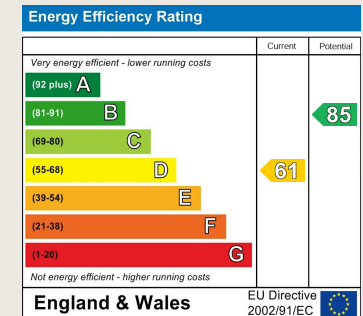 Energy Efficiency Rating
Current Potential
Very energy efficient - lower running costs
(92 plus) A
(81-91) B
85
(69-80) C
(55-68) D
61
(39-54) E
(21-38) F
(1-20) G
Not energy efficient - higher running costs
England & Wales
EU Directive
2002/91/EC